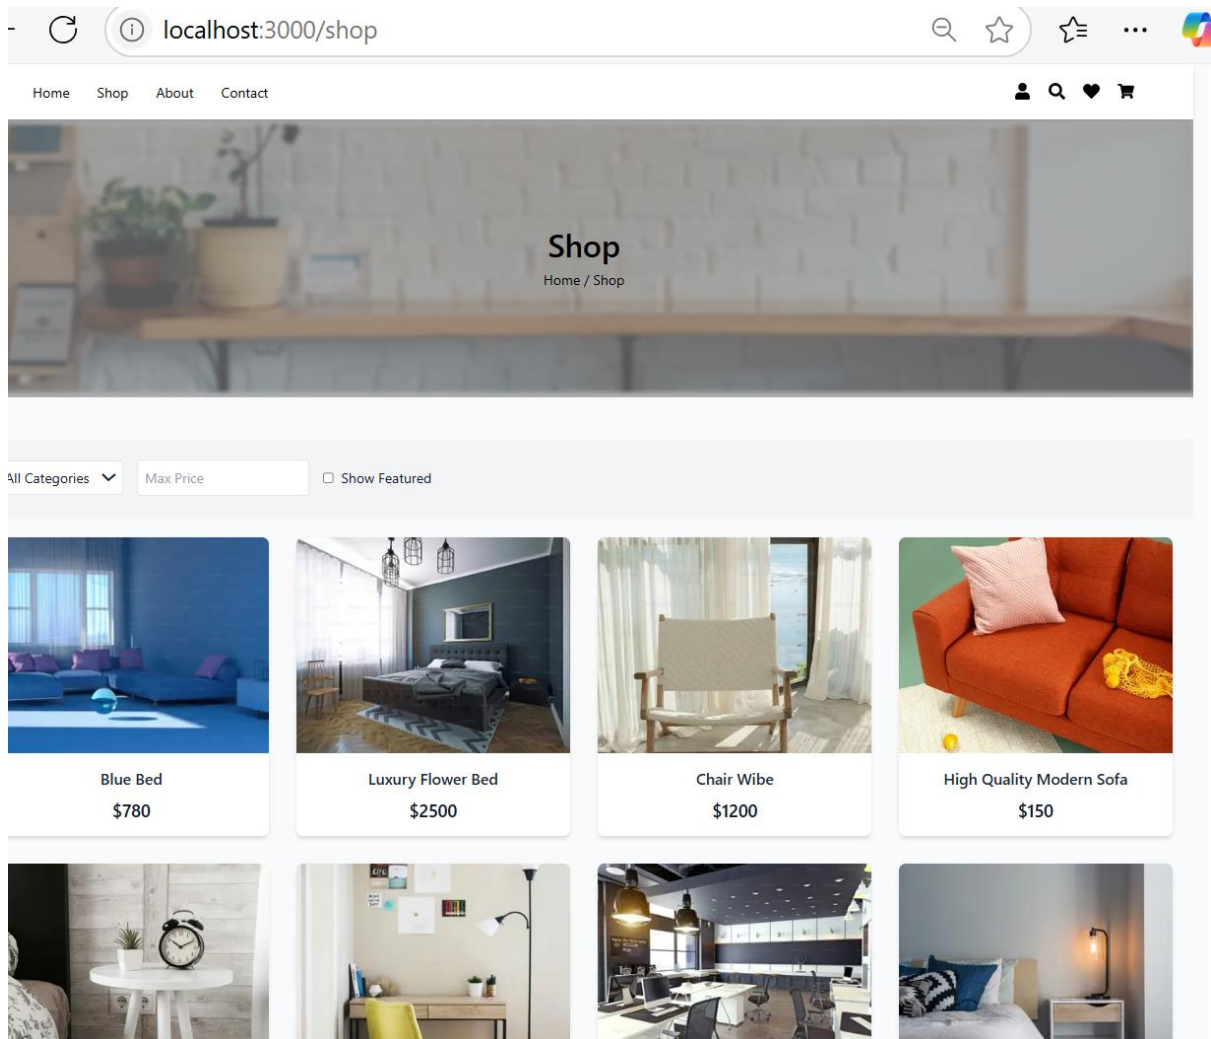 localhost:3000/shop
Home Shop About Contact
Shop
Home / Shop
All Categories Max Price Show Featured
Blue Bed Luxury Flower Bed Chair Wibe High Quality Modern Sofa
$780 $2500 $1200 $150